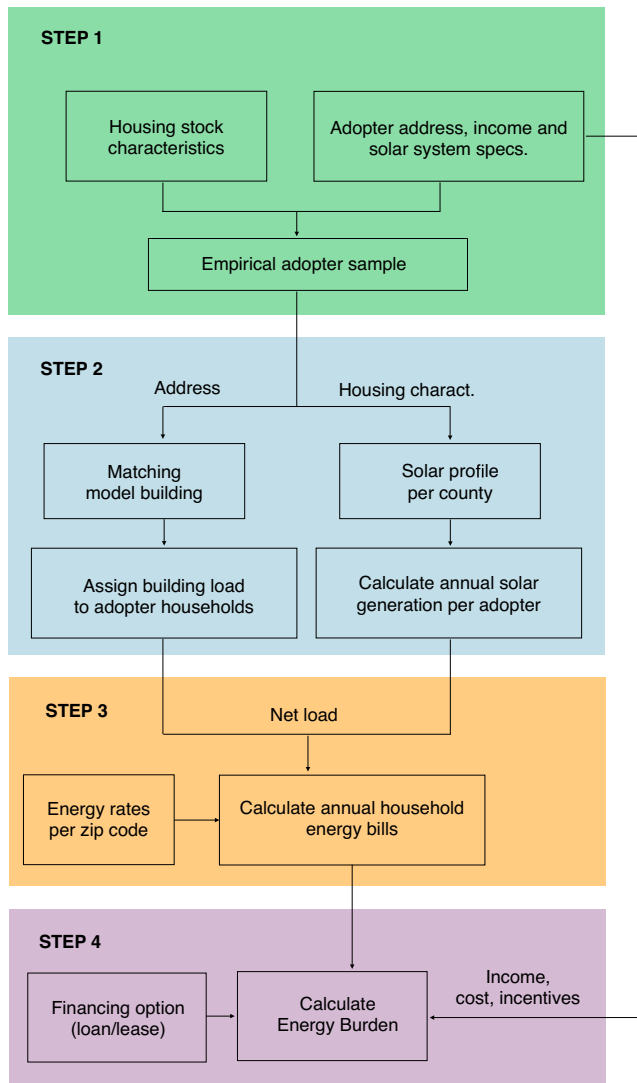 STEP 1
Housing stock
characteristics
Adopter address, income and
solar system specs.
Empirical adopter sample
STEP 2
Address
Housing charact.
Matching
model building
Solar profile
per county
Assign building load
to adopter households
Calculate annual solar
generation per adopter
STEP 3
Net load
Energy rates
per zip code
Calculate annual household
energy bills
STEP 4
Financing option
(loan/lease)
Calculate
Energy Burden
Income,
cost, incentives